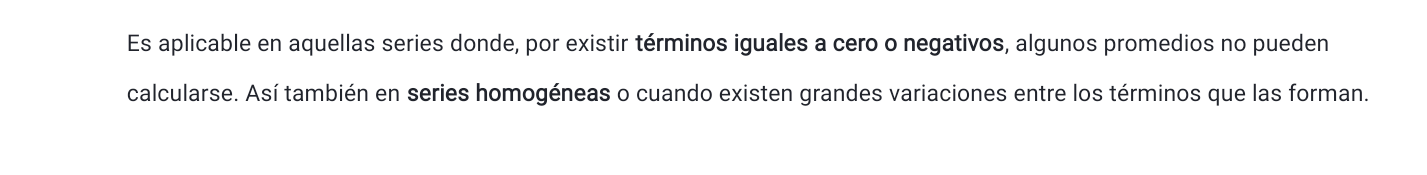 Es aplicable en aquellas series donde, por existir términos iguales a cero o negativos, algunos promedios no pueden
calcularse. Así también en series homogéneas o cuando existen grandes variaciones entre los términos que las forman.